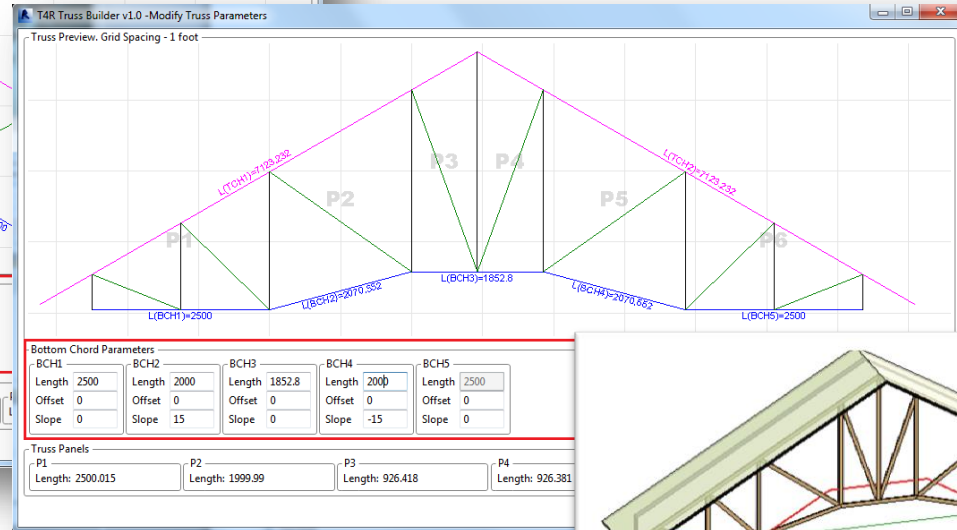 T4R Truss Builder v1.0 -Modify Truss Parameters
Truss Preview. Grid Spacing - 1 foot
L(TCH1)=7123.232
L(TCH2)=7123.232
P1
P2
P3
P4
P5
P6
L(BCH1)=2500
L(BCH2)=2070.552
L(BCH3)=1852.8
L(BCH4)=2070.552
L(BCH5)=2500
Bottom Chord Parameters
BCH1 BCH2 BCH3 BCH4 BCH5
Length 2500 Length 2000 Length 1852.8 Length 2000 Length 2500
Offset 0 Offset 0 Offset 0 Offset 0 Offset 0
Slope 0 Slope 15 Slope 0 Slope -15 Slope 0
Truss Panels
P1 P2 P3 P4
Length: 2500.015 Length: 1999.99 Length: 926.418 Length: 926.381